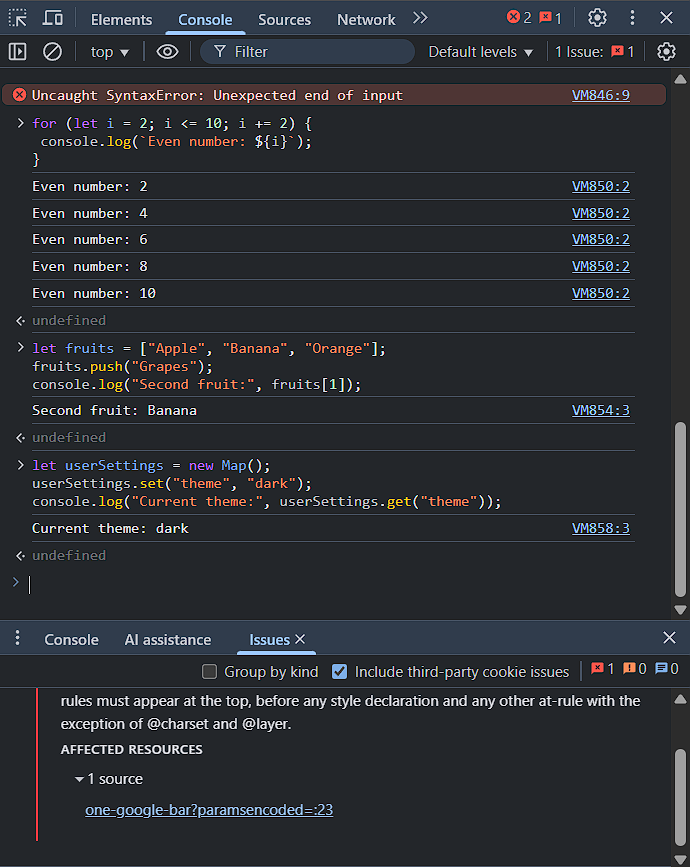 Elements Console Sources Network 2 1
top Filter Default levels 1 Issue: 1
Uncaught SyntaxError: Unexpected end of input VM846:9
> for (let i = 2; i <= 10; i += 2) {
console.log(`Even number: ${i}`);
}
Even number: 2 VM850:2
Even number: 4 VM850:2
Even number: 6 VM850:2
Even number: 8 VM850:2
Even number: 10 VM850:2
undefined
> let fruits = ["Apple", "Banana", "Orange"];
fruits.push("Grapes");
console.log("Second fruit:", fruits[1]);
Second fruit: Banana VM854:3
undefined
> let userSettings = new Map();
userSettings.set("theme", "dark");
console.log("Current theme:", userSettings.get("theme"));
Current theme: dark VM858:3
undefined
>
Console AI assistance Issues
Group by kind Include third-party cookie issues 1 0 0
rules must appear at the top, before any style declaration and any other at-rule with the
exception of @charset and @layer.
AFFECTED RESOURCES
1 source
one-google-bar?paramsencoded=:23